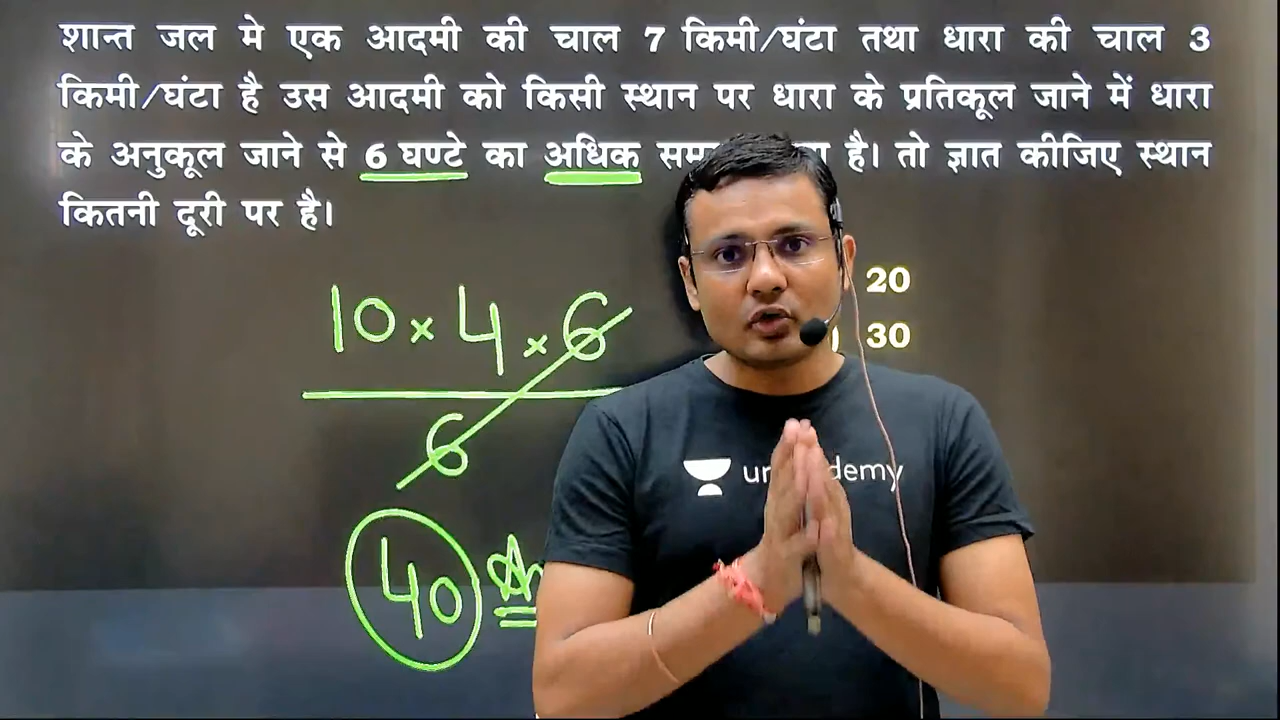 शान्त जल मे एक आदमी की चाल 7 किमी/घंटा तथा धारा की चाल 3
किमी/घंटा है उस आदमी को किसी स्थान पर धारा के प्रतिकूल जाने में धारा
के अनुकूल जाने से 6 घण्टे का अधिक है। तो ज्ञात कीजिए स्थान
कितनी दूरी पर है।
20
) 30
10 × 4 × 6
6
40